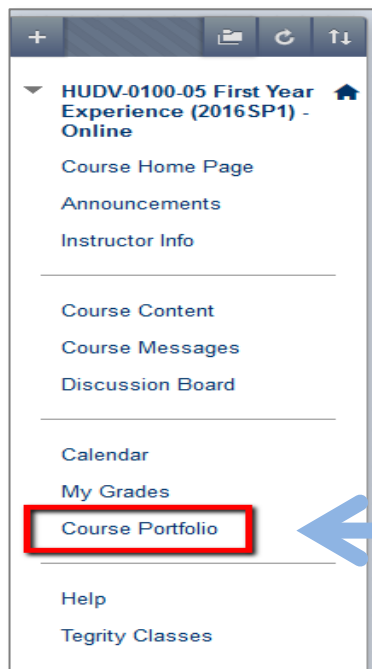 HUDV-0100-05 First Year
Experience (2016SP1) -
Online
Course Home Page
Announcements
Instructor Info
Course Content
Course Messages
Discussion Board
Calendar
My Grades
Course Portfolio
Help
Tegrity Classes